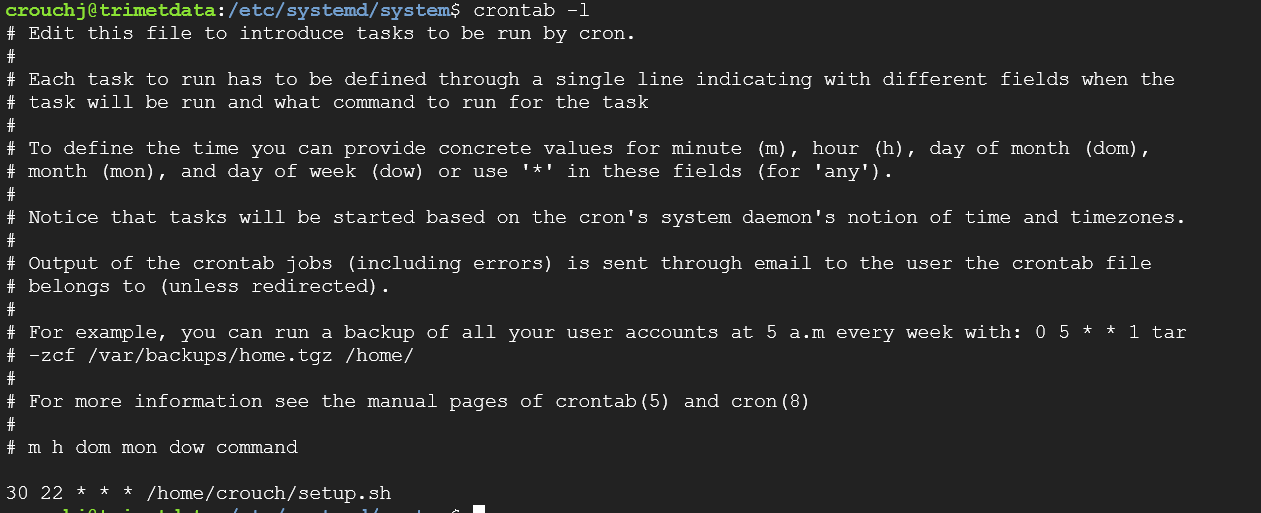 crouchj@trimetdata:/etc/systemd/system$ crontab -l
# Edit this file to introduce tasks to be run by cron.
#
# Each task to run has to be defined through a single line indicating with different fields when the
# task will be run and what command to run for the task
#
# To define the time you can provide concrete values for minute (m), hour (h), day of month (dom),
# month (mon), and day of week (dow) or use '*' in these fields (for 'any').
#
# Notice that tasks will be started based on the cron's system daemon's notion of time and timezones.
#
# Output of the crontab jobs (including errors) is sent through email to the user the crontab file
# belongs to (unless redirected).
#
# For example, you can run a backup of all your user accounts at 5 a.m every week with: 0 5 * * 1 tar
# -zcf /var/backups/home.tgz /home/
#
# For more information see the manual pages of crontab(5) and cron(8)
#
# m h dom mon dow command
30 22 * * * /home/crouch/setup.sh